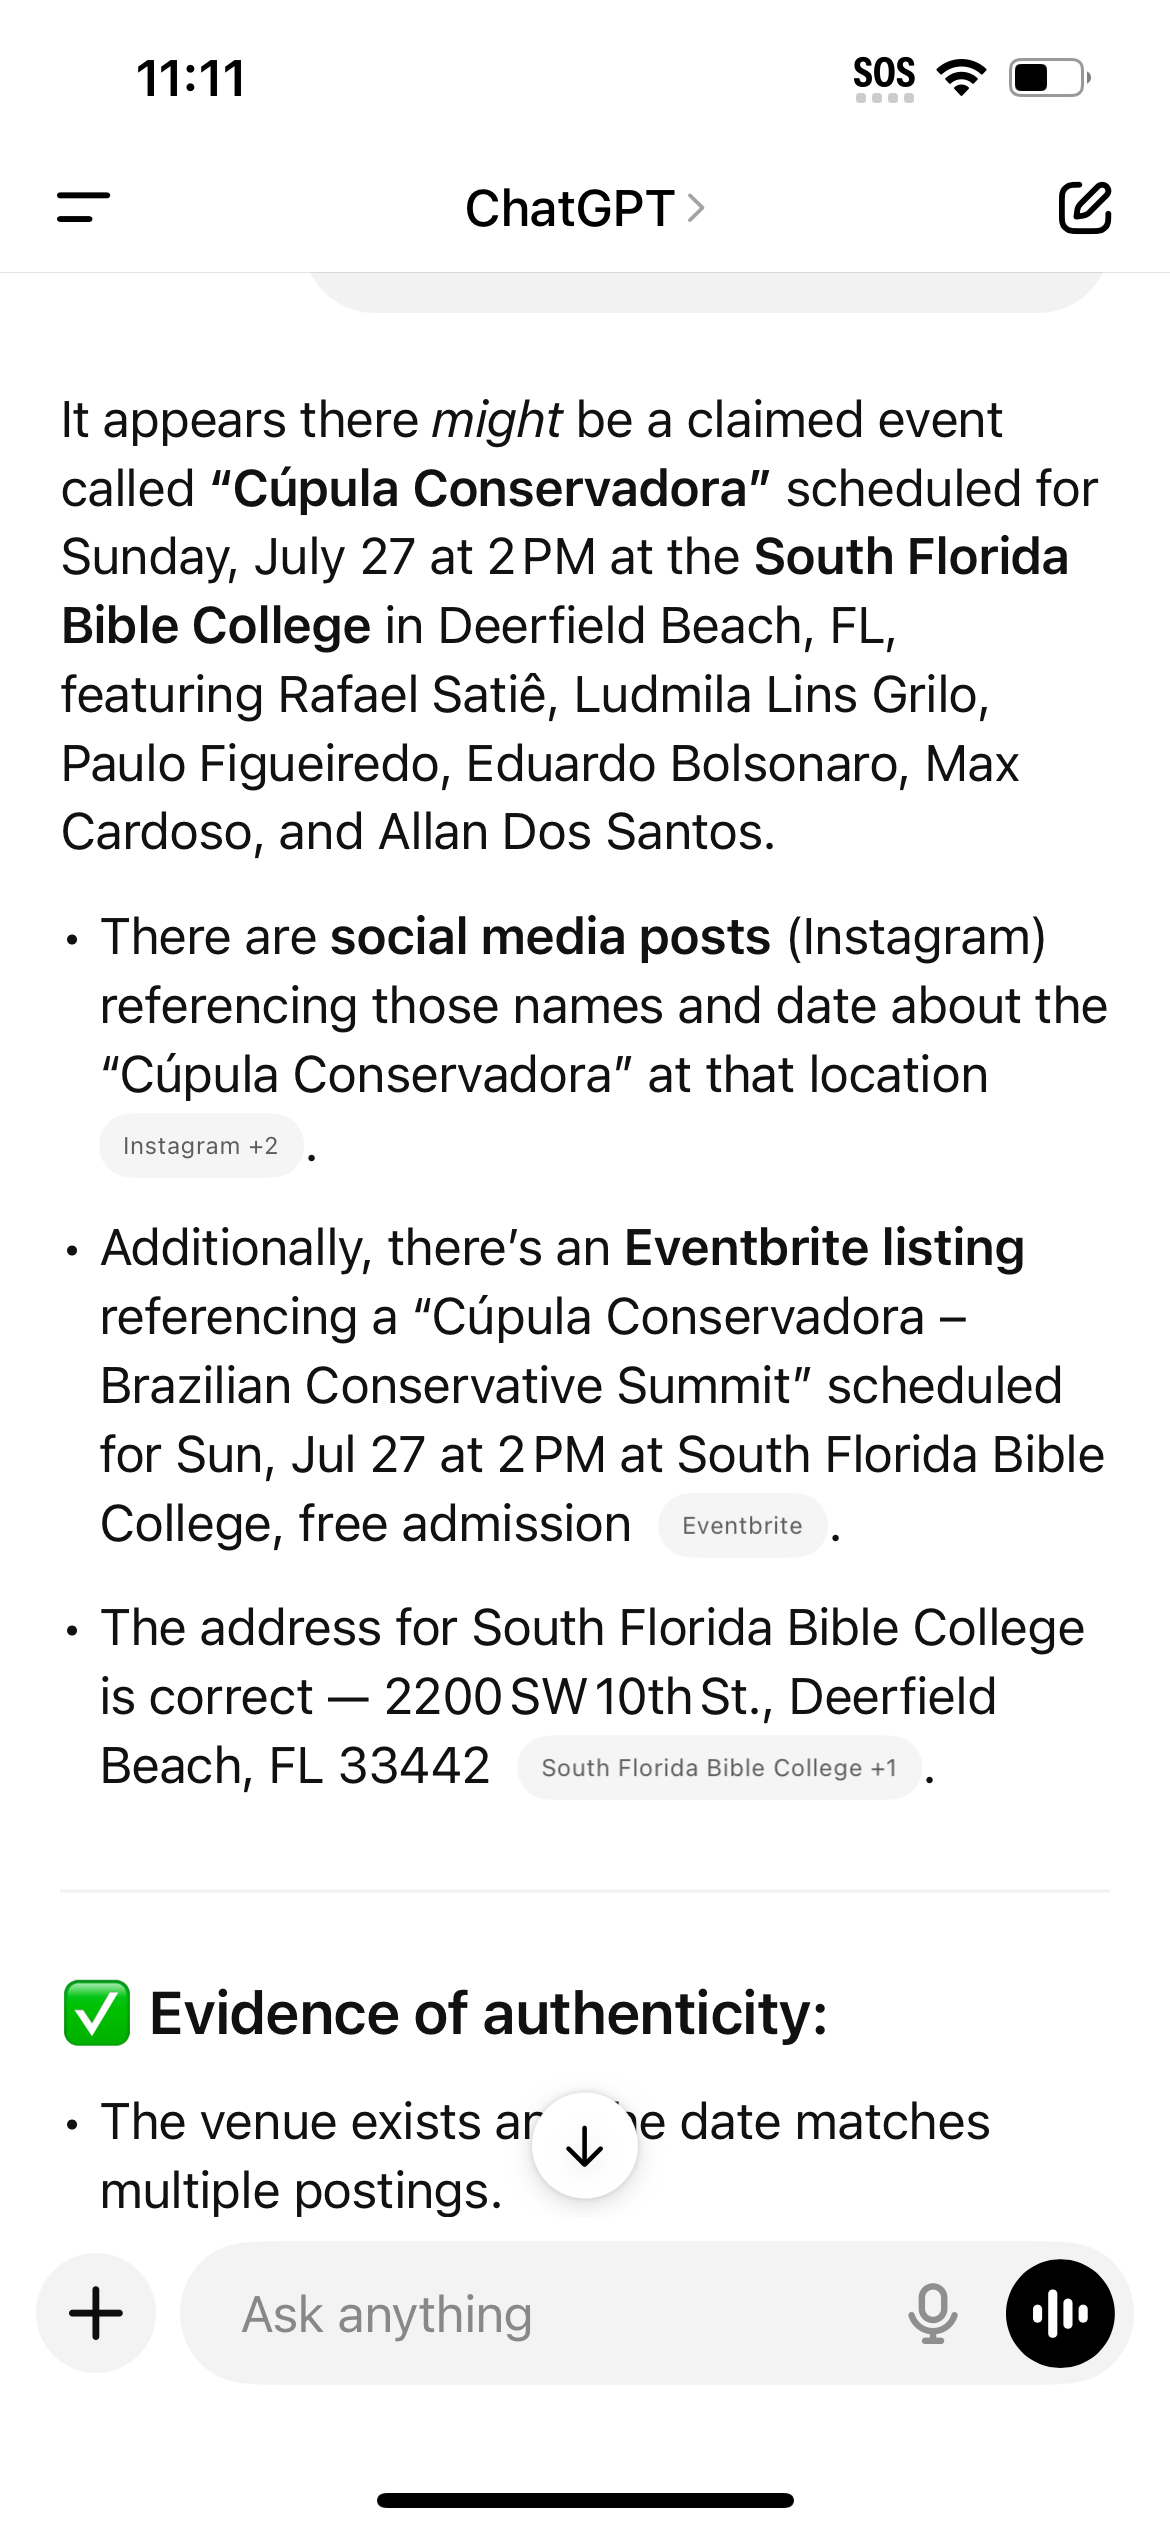 11:11
SOS
ChatGPT
It appears there might be a claimed event
called “Cúpula Conservadora” scheduled for
Sunday, July 27 at 2 PM at the South Florida
Bible College in Deerfield Beach, FL,
featuring Rafael Satiê, Ludmila Lins Grilo,
Paulo Figueiredo, Eduardo Bolsonaro, Max
Cardoso, and Allan Dos Santos.
• There are social media posts (Instagram)
referencing those names and date about the
“Cúpula Conservadora” at that location
Instagram +2 .
• Additionally, there’s an Eventbrite listing
referencing a “Cúpula Conservadora –
Brazilian Conservative Summit” scheduled
for Sun, Jul 27 at 2 PM at South Florida Bible
College, free admission Eventbrite .
• The address for South Florida Bible College
is correct — 2200 SW 10th St., Deerfield
Beach, FL 33442 South Florida Bible College +1 .
✅ Evidence of authenticity:
• The venue exists date matches
multiple postings.
Ask anything